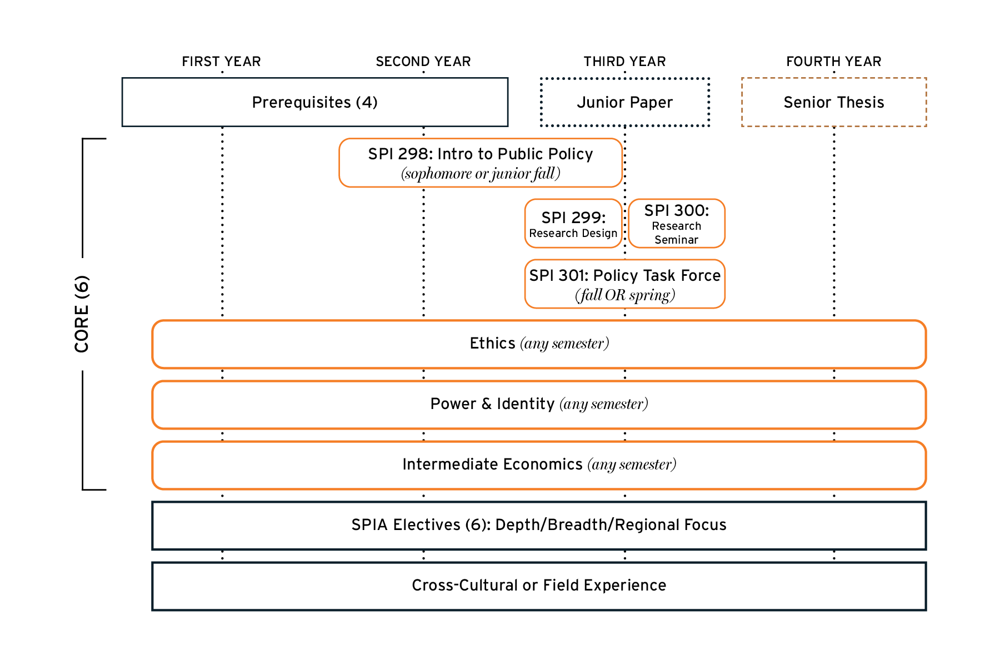 FIRST YEAR
SECOND YEAR
THIRD YEAR
FOURTH YEAR
Prerequisites (4)
Junior Paper
Senior Thesis
SPI 298: Intro to Public Policy
(sophomore or junior fall)
SPI 299:
Research Design
SPI 300:
Research
Seminar
SPI 301: Policy Task Force
(fall OR spring)
CORE (6)
Ethics (any semester)
Power & Identity (any semester)
Intermediate Economics (any semester)
SPIA Electives (6): Depth/Breadth/Regional Focus
Cross-Cultural or Field Experience